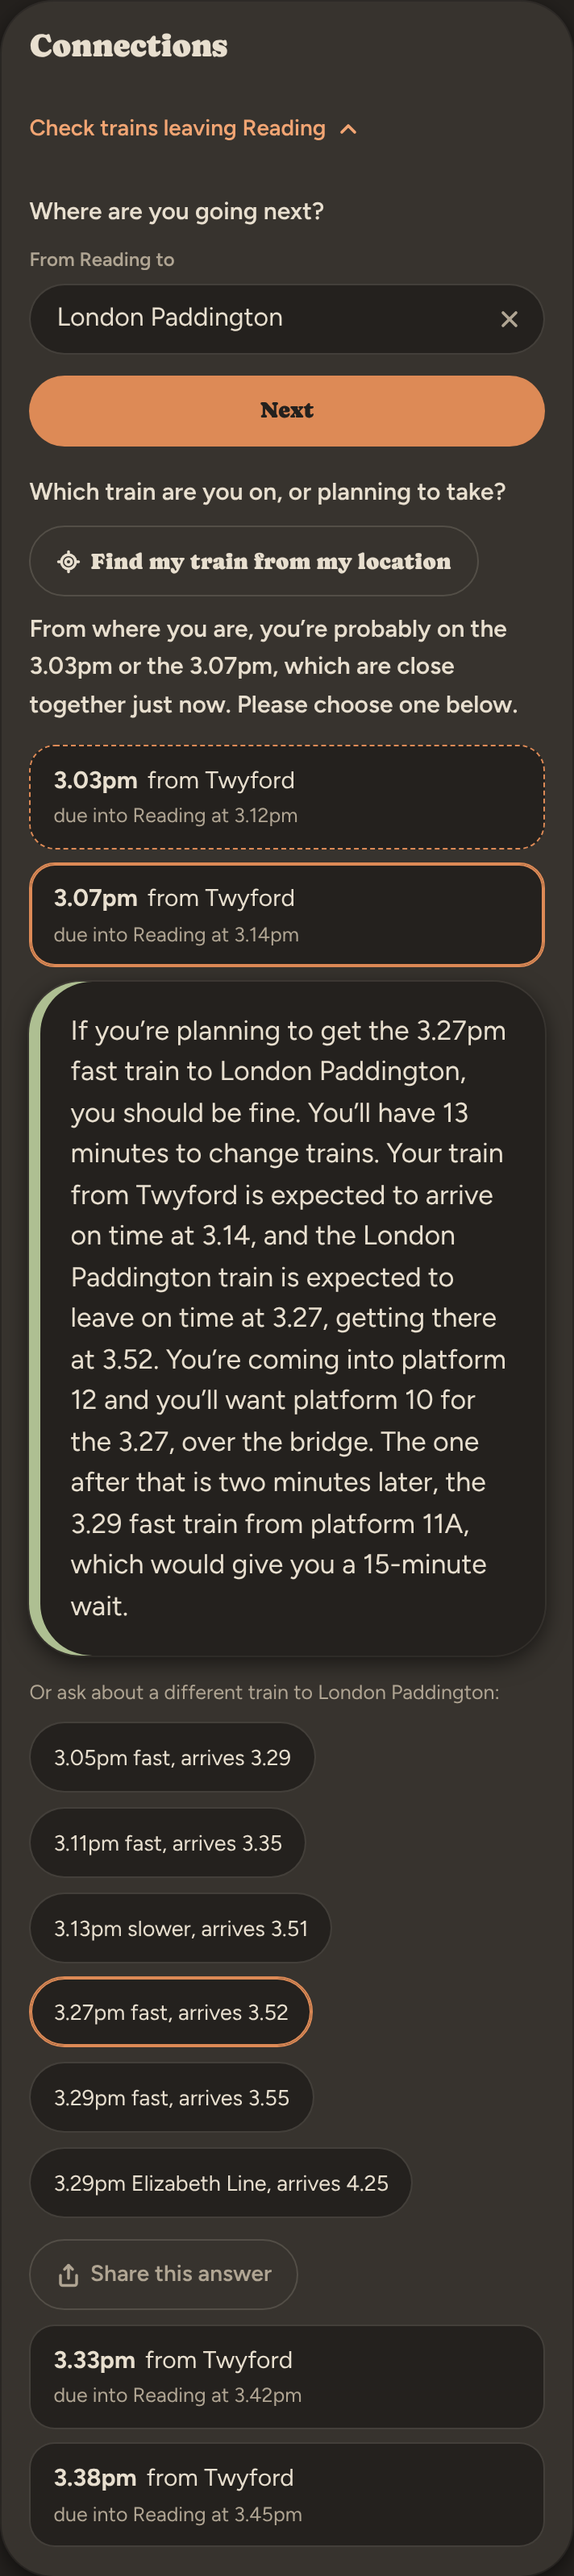 Connections
Check trains leaving Reading
Where are you going next?
From Reading to
London Paddington
Next
Which train are you on, or planning to take?
Find my train from my location
From where you are, you’re probably on the
3.03pm or the 3.07pm, which are close
together just now. Please choose one below.
3.03pm from Twyford
due into Reading at 3.12pm
3.07pm from Twyford
due into Reading at 3.14pm
If you’re planning to get the 3.27pm
fast train to London Paddington,
you should be fine. You’ll have 13
minutes to change trains. Your train
from Twyford is expected to arrive
on time at 3.14, and the London
Paddington train is expected to
leave on time at 3.27, getting there
at 3.52. You’re coming into platform
12 and you’ll want platform 10 for
the 3.27, over the bridge. The one
after that is two minutes later, the
3.29 fast train from platform 11A,
which would give you a 15-minute
wait.
Or ask about a different train to London Paddington:
3.05pm fast, arrives 3.29
3.11pm fast, arrives 3.35
3.13pm slower, arrives 3.51
3.27pm fast, arrives 3.52
3.29pm fast, arrives 3.55
3.29pm Elizabeth Line, arrives 4.25
Share this answer
3.33pm from Twyford
due into Reading at 3.42pm
3.38pm from Twyford
due into Reading at 3.45pm